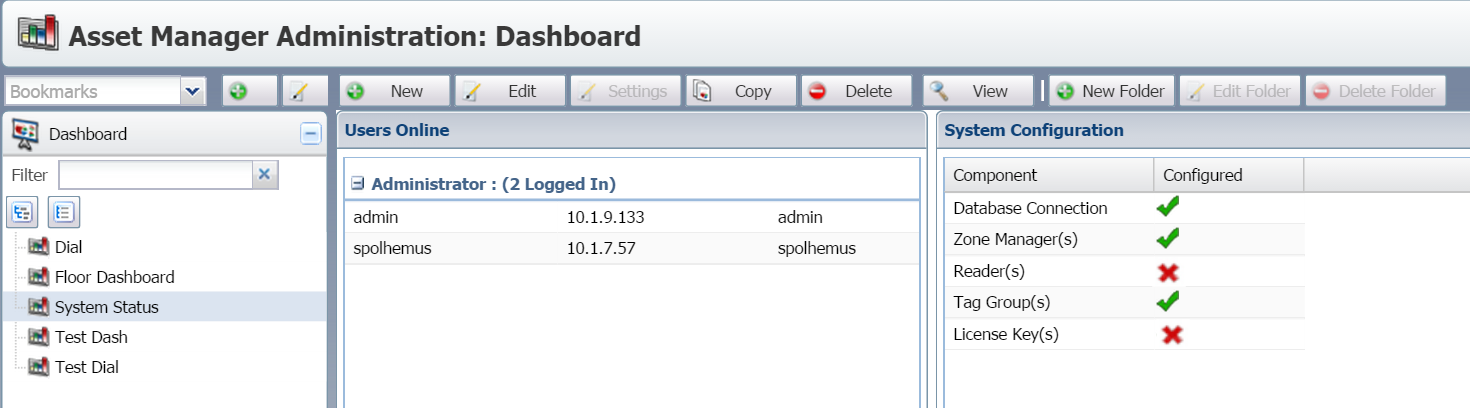 Asset Manager Administration: Dashboard
Bookmarks New Edit Settings Copy Delete View New Folder Edit Folder Delete Folder
Dashboard
Filter
Dial
Floor Dashboard
System Status
Test Dash
Test Dial
Users Online
Administrator : (2 Logged In)
admin 10.1.9.133 admin
spolhemus 10.1.7.57 spolhemus
System Configuration
Component Configured
Database Connection
Zone Manager(s)
Reader(s)
Tag Group(s)
License Key(s)